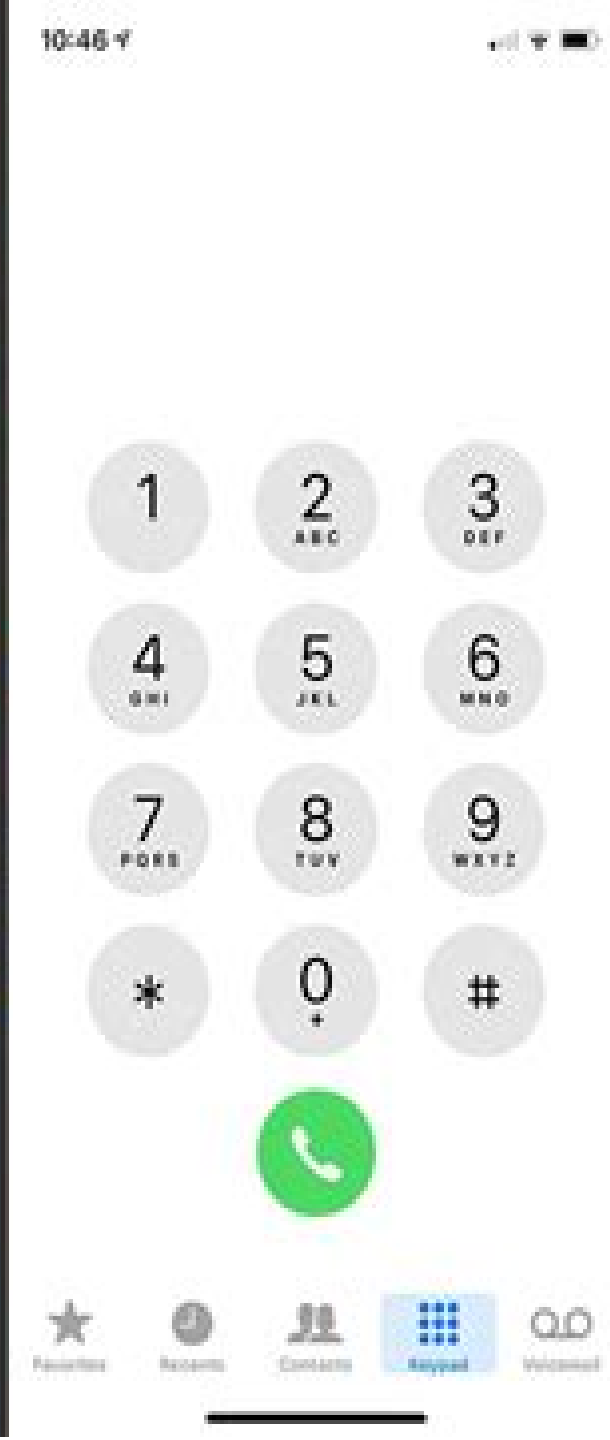 10:46
1 2 3
ABC DEF
4 5 6
GHI JKL MNO
7 8 9
PQRS TUV WXYZ
* 0 #
+
Favorites Recents Contacts Keypad Voicemail